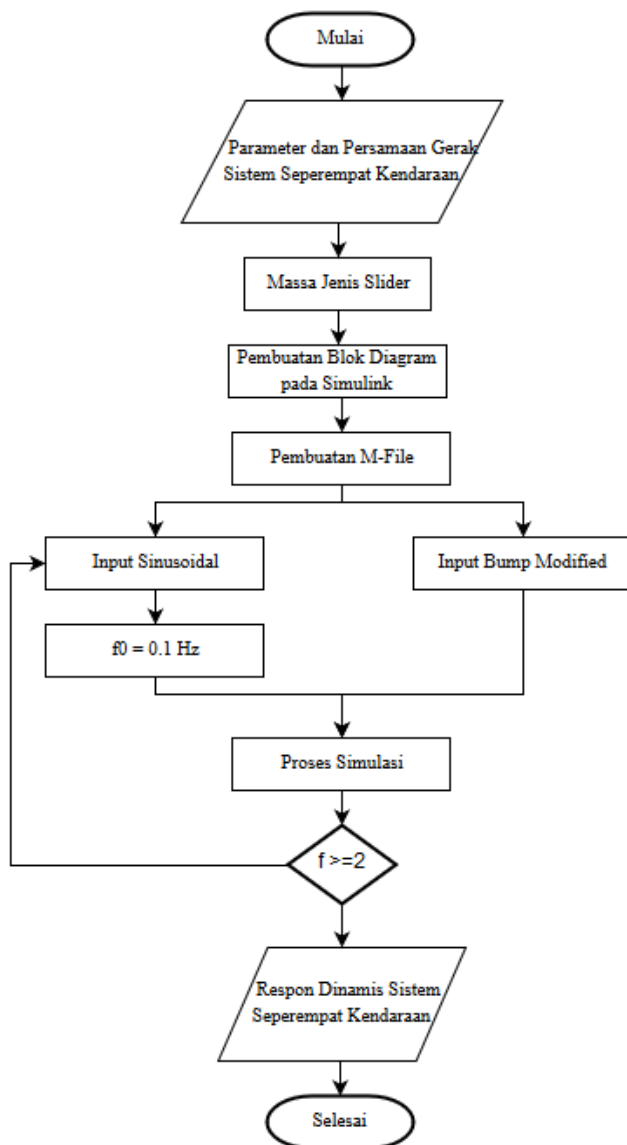 Mulai
Parameter dan Persamaan Gerak
Sistem Seperempat Kendaraan
Massa Jenis Slider
Pembuatan Blok Diagram
pada Simulink
Pembuatan M-File
Input Sinusoidal
Input Bump Modified
f0 = 0.1 Hz
Proses Simulasi
f >=2
Respon Dinamis Sistem
Seperempat Kendaraan
Selesai